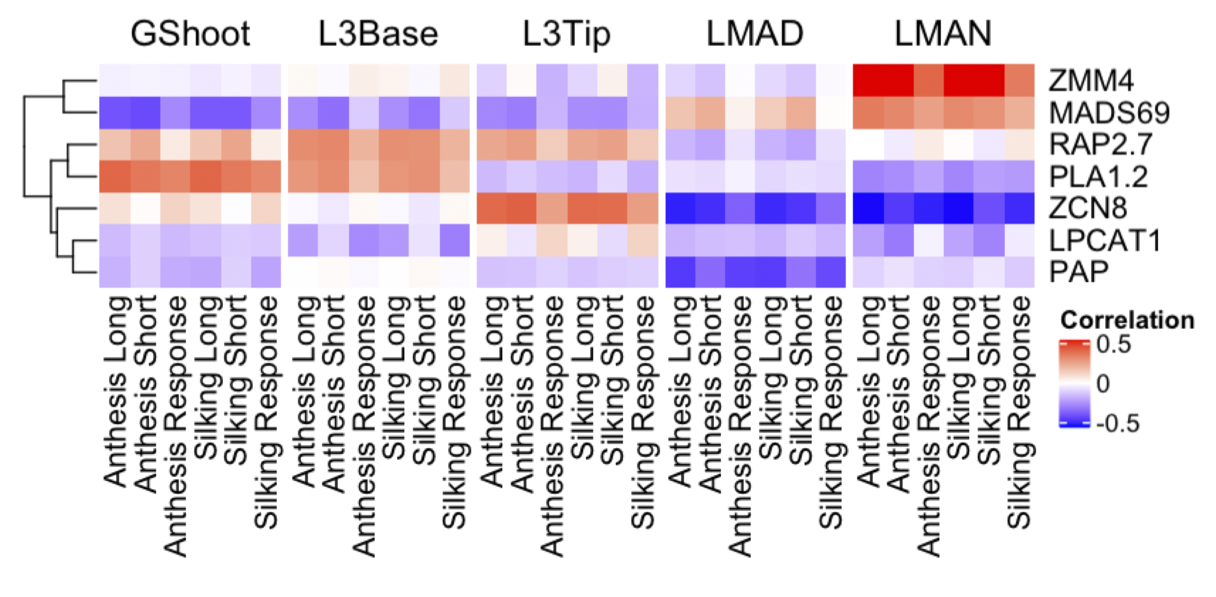 GShoot L3Base L3Tip LMAD LMAN
ZMM4
MADS69
RAP2.7
PLA1.2
ZCN8
LPCAT1
PAP
Anthesis Long
Anthesis Short
Anthesis Response
Silking Long
Silking Short
Silking Response
Anthesis Long
Anthesis Short
Anthesis Response
Silking Long
Silking Short
Silking Response
Anthesis Long
Anthesis Short
Anthesis Response
Silking Long
Silking Short
Silking Response
Anthesis Long
Anthesis Short
Anthesis Response
Silking Long
Silking Short
Silking Response
Anthesis Long
Anthesis Short
Anthesis Response
Silking Long
Silking Short
Silking Response
Correlation
0.5
0
-0.5